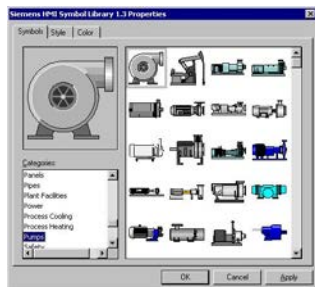 Siemens HMI Symbol Library 1.3 Properties
Symbols
Style
Color
Categories
Panels
Pipes
Plant Facilities
Power
Process Cooling
Process Heating
Pumps
Safety
OK
Cancel
Apply